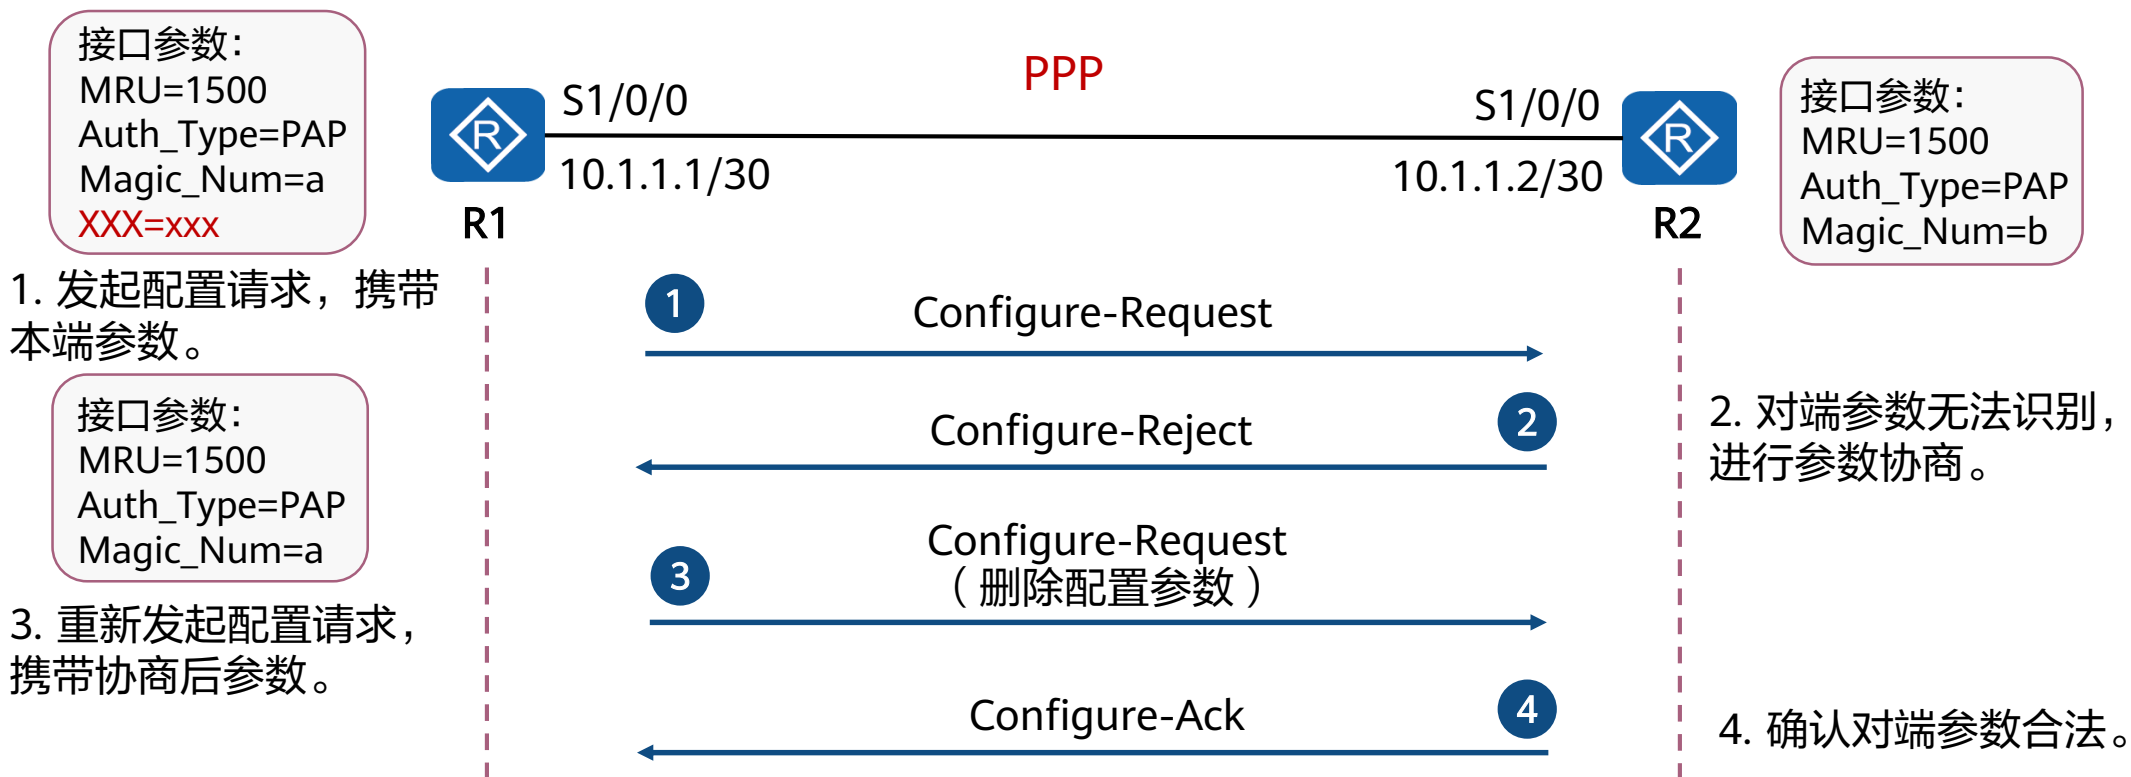 接口参数：
MRU=1500
Auth_Type=PAP
Magic_Num=a
XXX=xxx
PPP
S1/0/0
10.1.1.1/30
R
R1
S1/0/0
10.1.1.2/30
R
R2
接口参数：
MRU=1500
Auth_Type=PAP
Magic_Num=b
1. 发起配置请求，携带
本端参数。
1
Configure-Request
接口参数：
MRU=1500
Auth_Type=PAP
Magic_Num=a
Configure-Reject
2
2. 对端参数无法识别，
进行参数协商。
3. 重新发起配置请求，
携带协商后参数。
3
Configure-Request
（删除配置参数）
Configure-Ack
4
4. 确认对端参数合法。